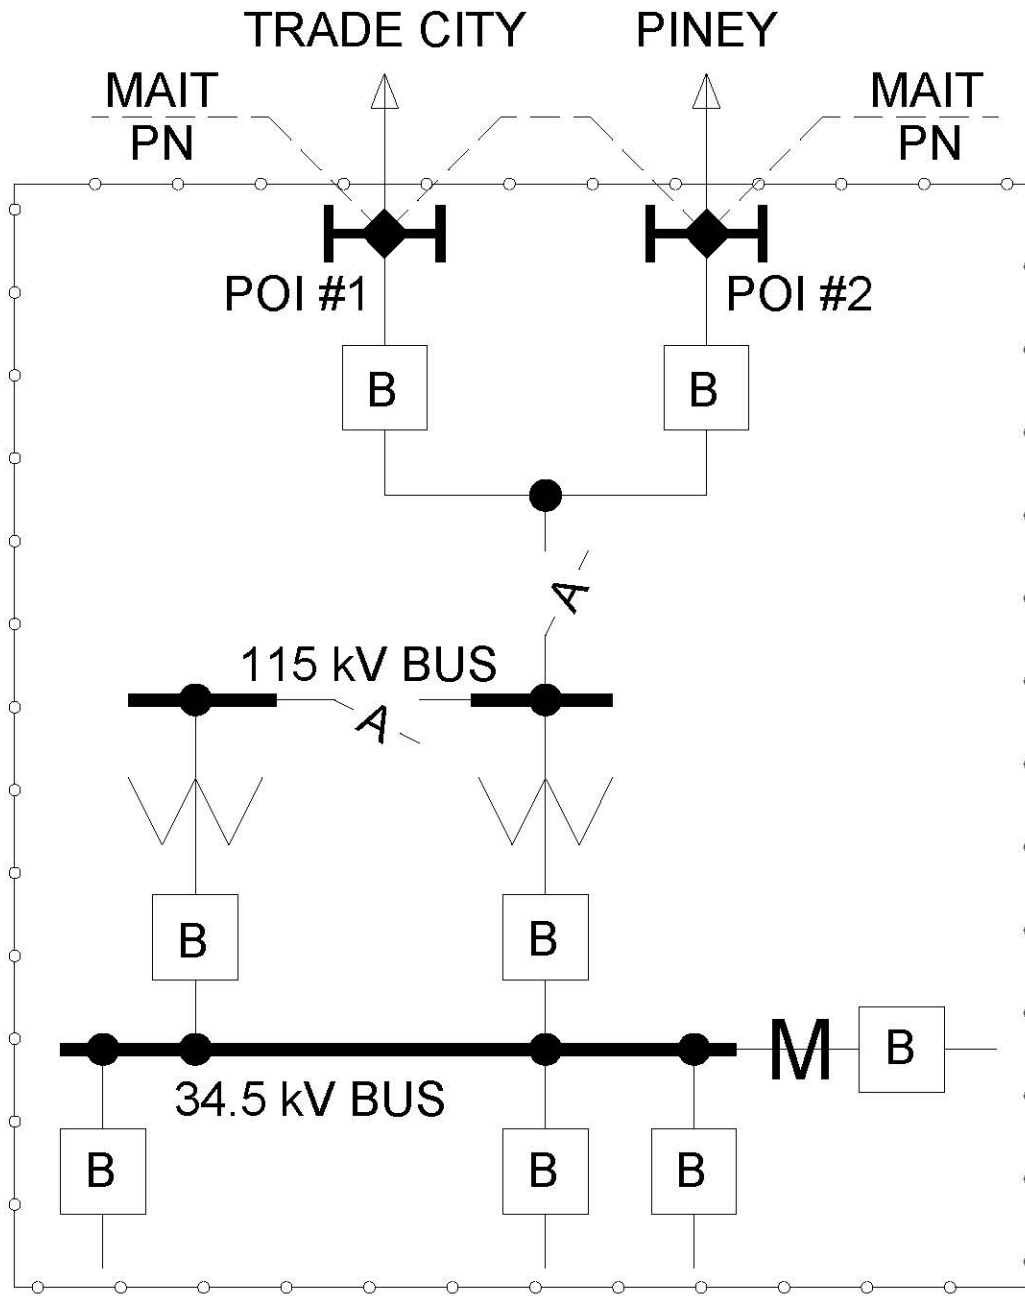 TRADE CITY PINEY
MAIT MAIT
PN PN
POI #1 POI #2
B B
A
115 kV BUS
A
B B
M B
34.5 kV BUS
B B B